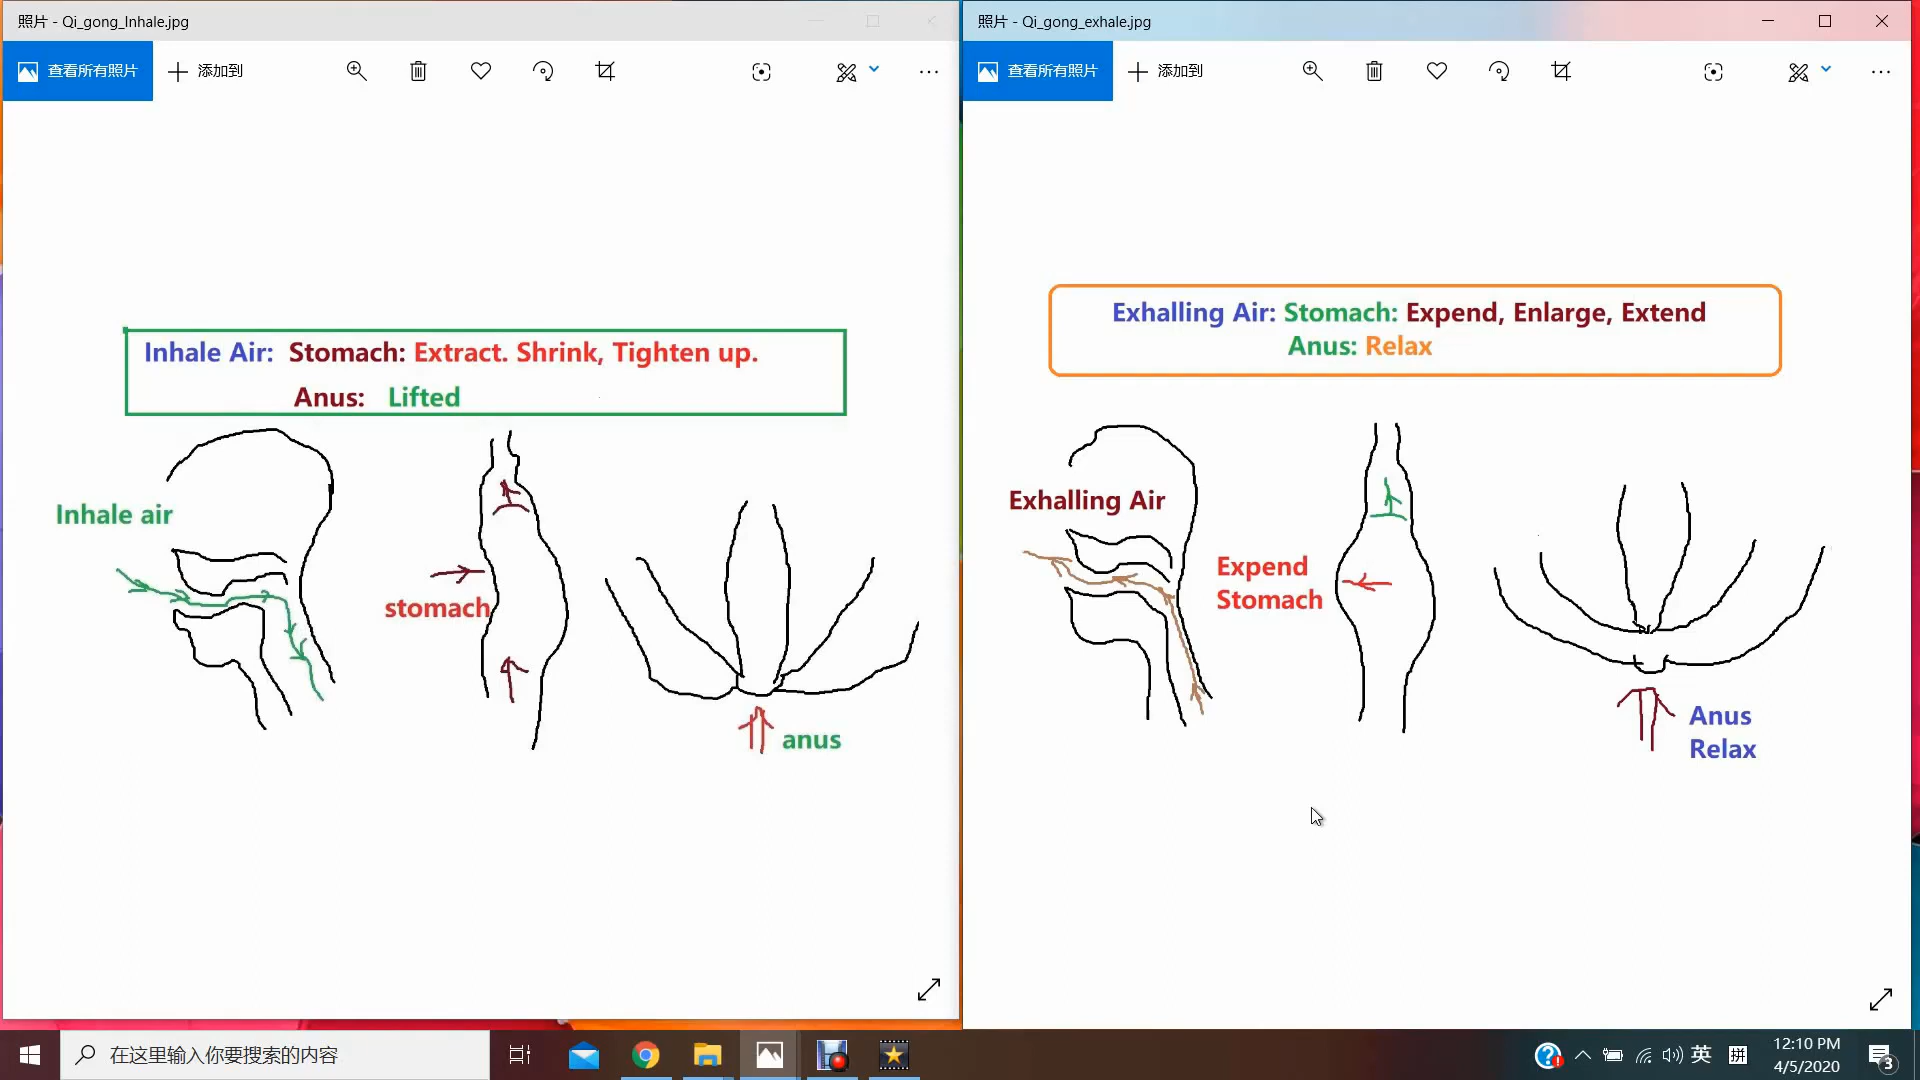 照片 - Qi_gong_Inhale.jpg
查看所有照片
添加到
Inhale Air: Stomach: Extract. Shrink, Tighten up.
Anus: Lifted
Inhale air
stomach
anus
照片 - Qi_gong_exhale.jpg
查看所有照片
添加到
Exhalling Air: Stomach: Expend, Enlarge, Extend
Anus: Relax
Exhalling Air
Expend
Stomach
Anus
Relax
在这里输入你要搜索的内容
英
拼
12:10 PM
4/5/2020
3